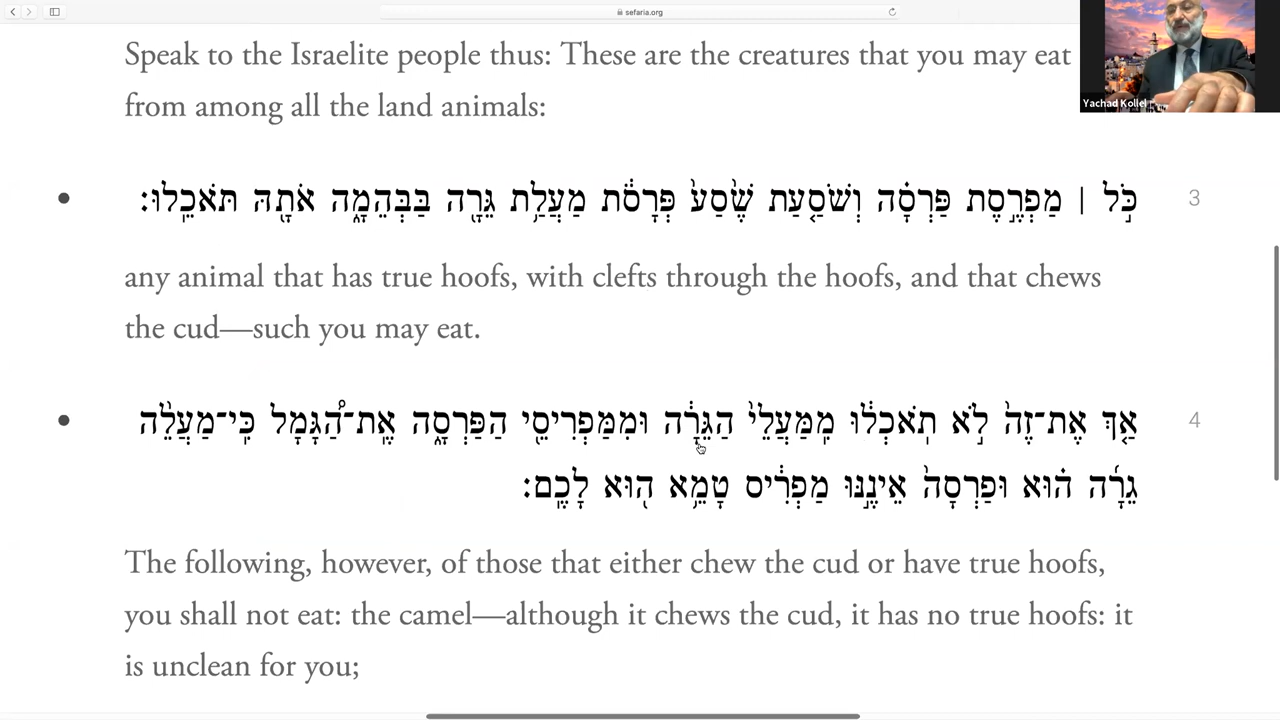 sefaria.org
Speak to the Israelite people thus: These are the creatures that you may eat
from among all the land animals:
Yachad Kollel
כֹּ֣ל ׀ מַפְרֶ֣סֶת פַּרְסָ֗ה וְשֹׁסַ֤עַת שֶׁ֙סַע֙ פְּרָסֹ֔ת מַעֲלַ֥ת גֵּרָ֖ה בַּבְּהֵמָ֑ה אֹתָ֖הּ תֹּאכֵֽלוּ׃
3
any animal that has true hoofs, with clefts through the hoofs, and that chews
the cud—such you may eat.
אַ֤ךְ אֶת־זֶה֙ לֹ֣א תֹֽאכְל֔וּ מִֽמַּעֲלֵי֙ הַגֵּרָ֔ה וּמִמַּפְרִיסֵ֖י הַפַּרְסָ֑ה אֶֽת־הַ֠גָּמָ֠ל כִּֽי־מַעֲלֵ֨ה
4
גֵרָ֜ה ה֗וּא וּפַרְסָה֙ אֵינֶ֣נּוּ מַפְרִ֔יס טָמֵ֥א ה֖וּא לָכֶֽם׃
The following, however, of those that either chew the cud or have true hoofs,
you shall not eat: the camel—although it chews the cud, it has no true hoofs: it
is unclean for you;